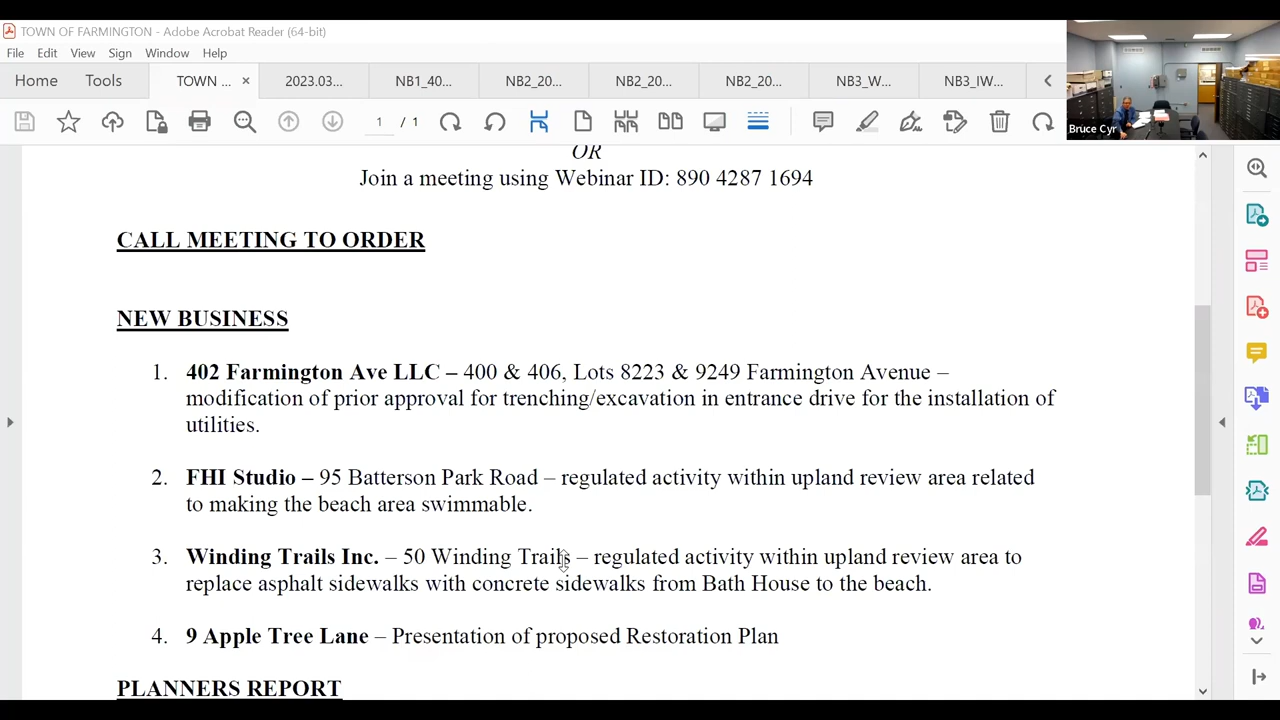 TOWN OF FARMINGTON - Adobe Acrobat Reader (64-bit)
File Edit View Sign Window Help
Home Tools TOWN ... × 2023.03... NB1_40... NB2_20... NB2_20... NB2_20... NB3_W... NB3_IW...
1 / 1
Bruce Cyr
OR
Join a meeting using Webinar ID: 890 4287 1694
CALL MEETING TO ORDER
NEW BUSINESS
1. 402 Farmington Ave LLC – 400 & 406, Lots 8223 & 9249 Farmington Avenue –
modification of prior approval for trenching/excavation in entrance drive for the installation of
utilities.
2. FHI Studio – 95 Batterson Park Road – regulated activity within upland review area related
to making the beach area swimmable.
3. Winding Trails Inc. – 50 Winding Trails – regulated activity within upland review area to
replace asphalt sidewalks with concrete sidewalks from Bath House to the beach.
4. 9 Apple Tree Lane – Presentation of proposed Restoration Plan
PLANNERS REPORT